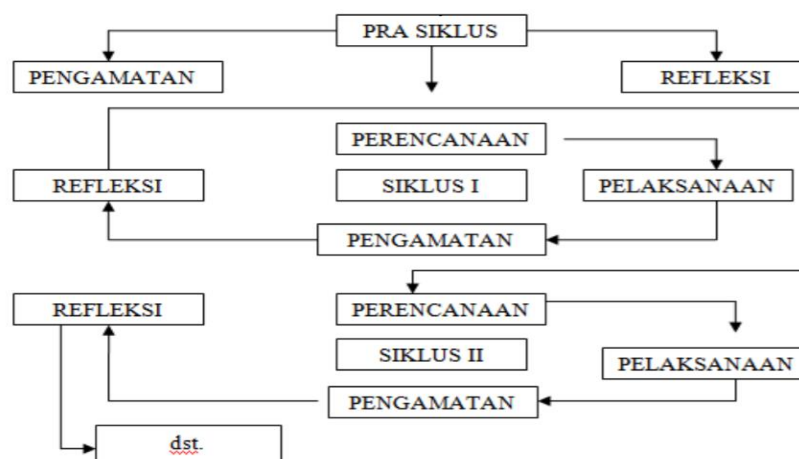 PRA SIKLUS
PENGAMATAN
REFLEKSI
PERENCANAAN
REFLEKSI
SIKLUS I
PELAKSANAAN
PENGAMATAN
REFLEKSI
PERENCANAAN
SIKLUS II
PELAKSANAAN
PENGAMATAN
dst.